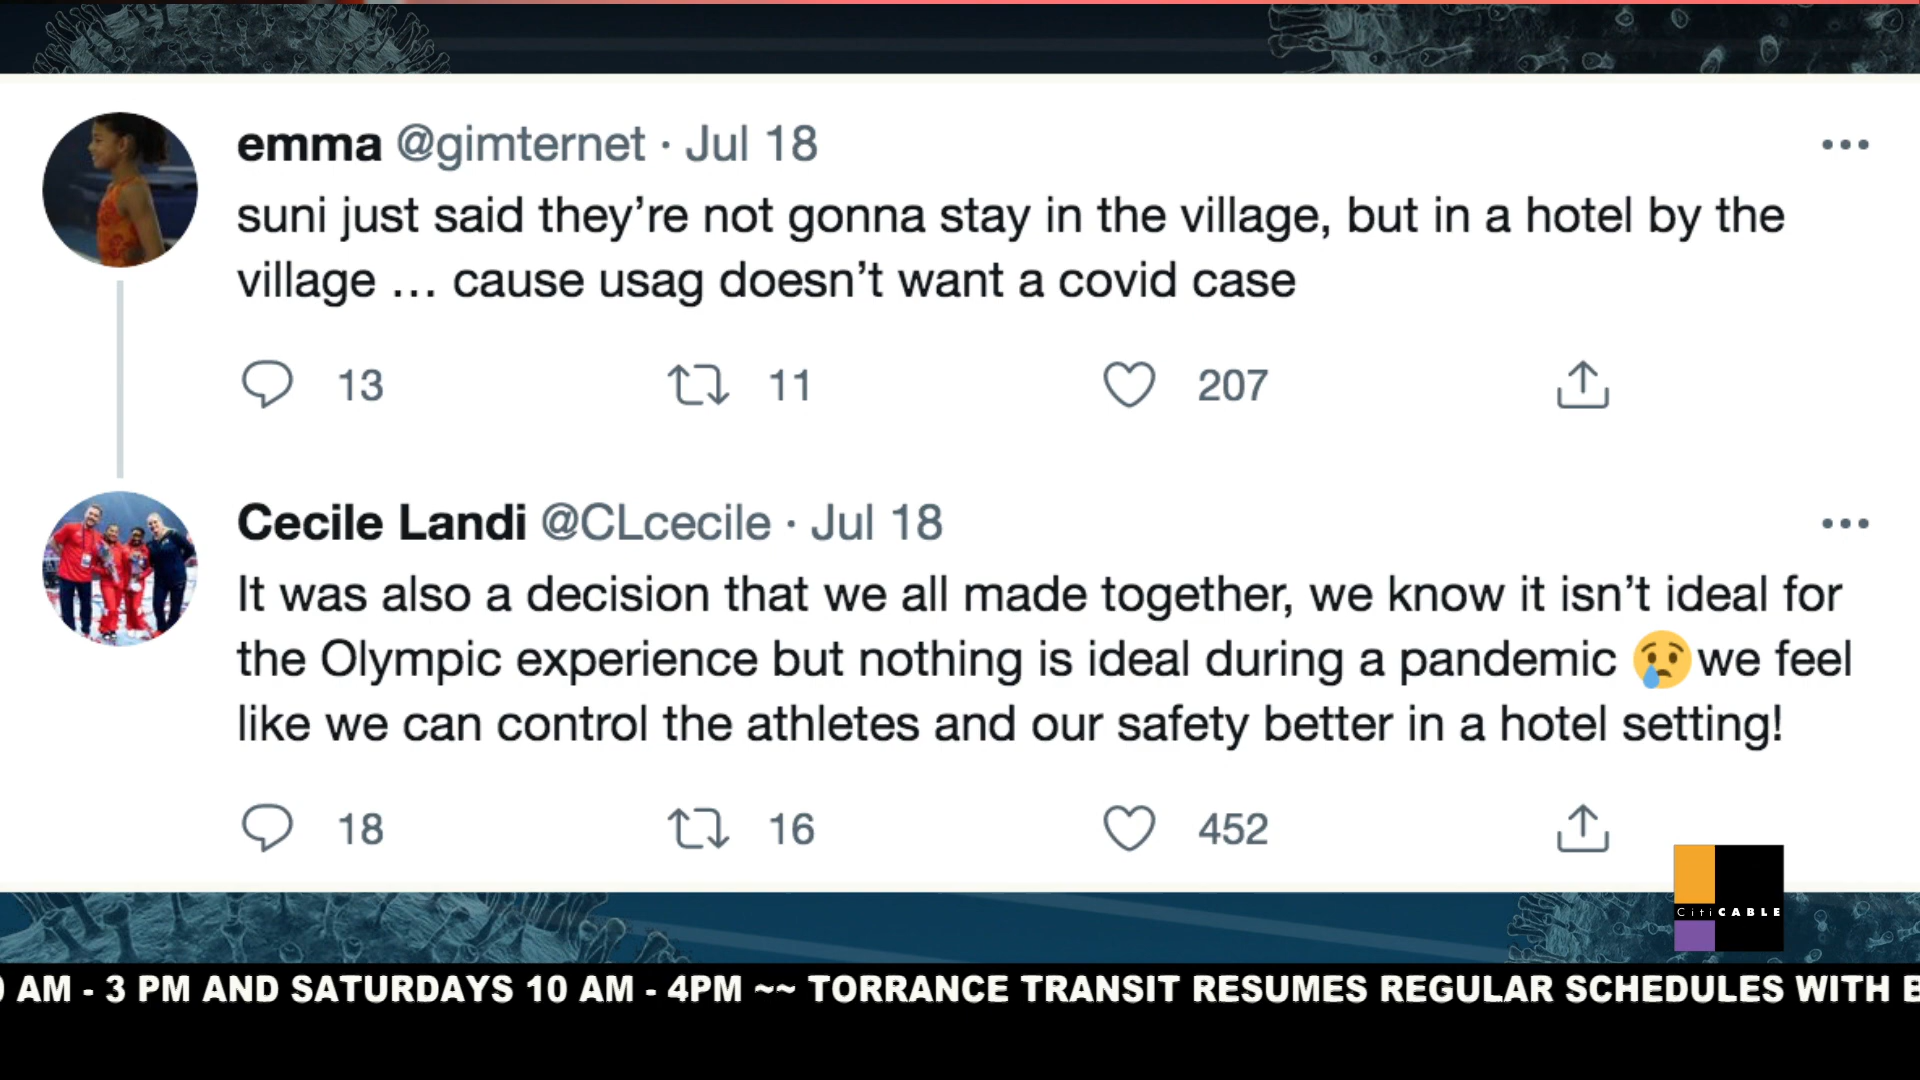 emma @gimternet · Jul 18
suni just said they’re not gonna stay in the village, but in a hotel by the
village ... cause usag doesn’t want a covid case
13 11 207
Cecile Landi @CLcecile · Jul 18
It was also a decision that we all made together, we know it isn’t ideal for
the Olympic experience but nothing is ideal during a pandemic 😢 we feel
like we can control the athletes and our safety better in a hotel setting!
18 16 452
CitiCABLE
AM - 3 PM AND SATURDAYS 10 AM - 4PM ~~ TORRANCE TRANSIT RESUMES REGULAR SCHEDULES WITH